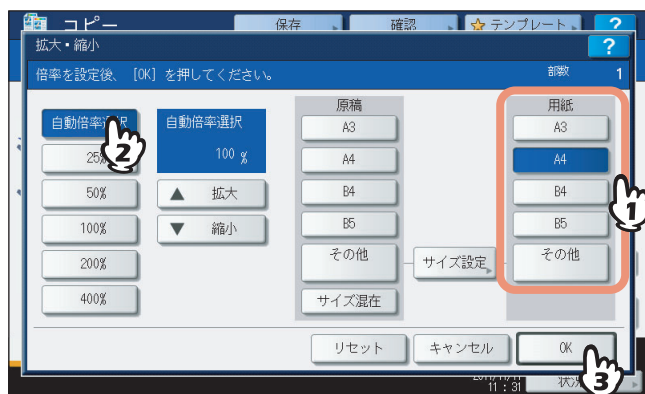 コピー
保存
確認
テンプレート
?
拡大・縮小
?
倍率を設定後、 [OK] を押してください。
部数 1
自動倍率選択
25%
50%
100%
200%
400%
自動倍率選択
100 %
▲ 拡大
▼ 縮小
原稿
A3
A4
B4
B5
その他
サイズ混在
サイズ設定
用紙
A3
A4
B4
B5
その他
リセット
キャンセル
OK
11:31
1
2
3